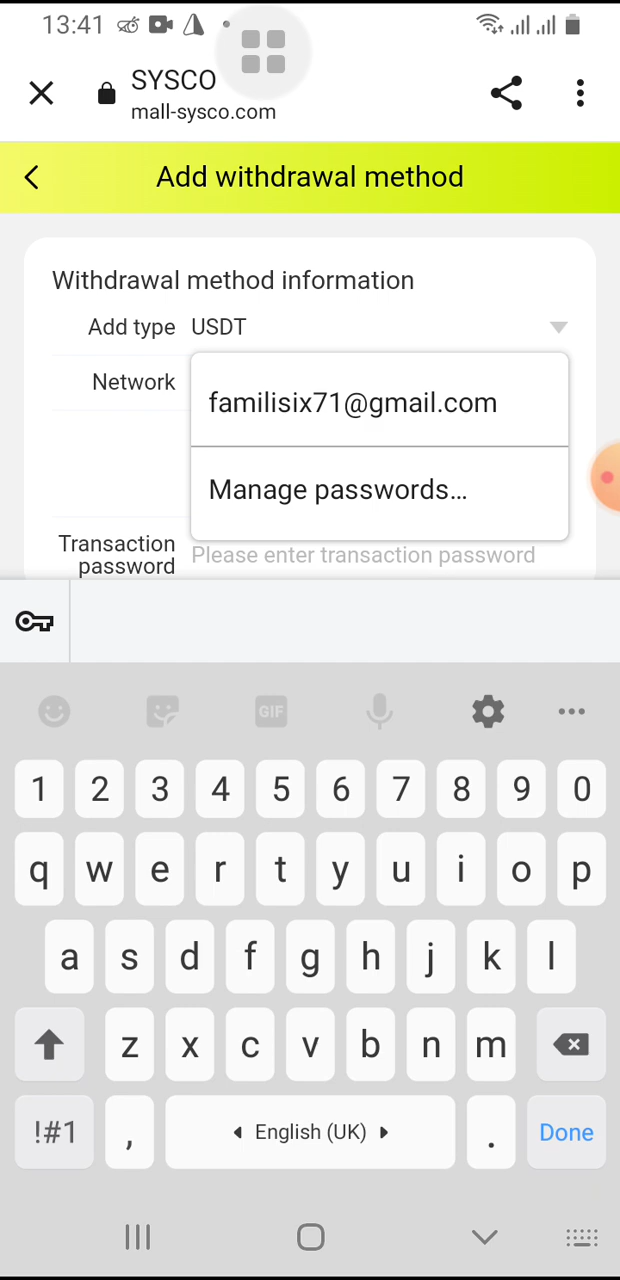 13:41
SYSCO
mall-sysco.com
Add withdrawal method
Withdrawal method information
Add type USDT
Network
familisix71@gmail.com
Manage passwords...
Transaction password
Please enter transaction password
GIF
1 2 3 4 5 6 7 8 9 0
q w e r t y u i o p
a s d f g h j k l
z x c v b n m
!#1 , English (UK) . Done